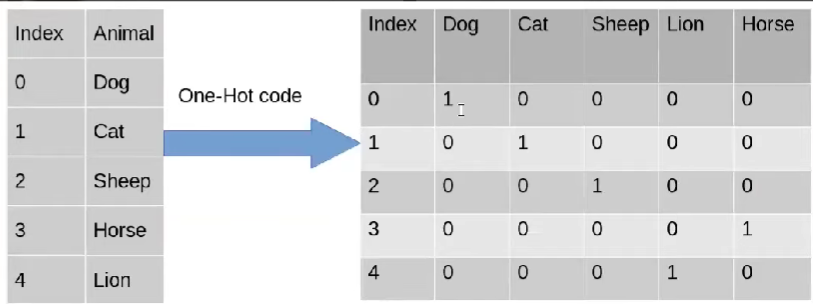 Index Animal
0 Dog
1 Cat
2 Sheep
3 Horse
4 Lion
One-Hot code
Index Dog Cat Sheep Lion Horse
0 1 0 0 0 0
1 0 1 0 0 0
2 0 0 1 0 0
3 0 0 0 0 1
4 0 0 0 1 0